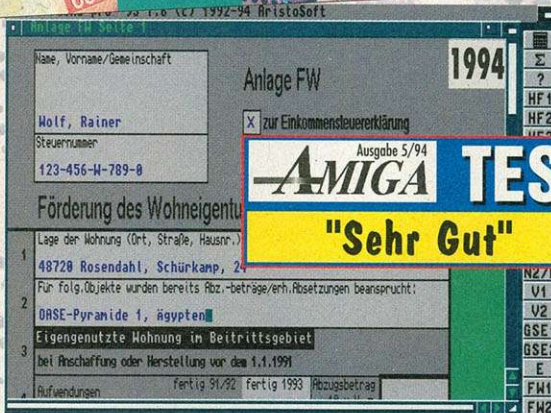 1.8 (c) 1992-94 AristoSoft
Anlage FW Seite 1
Name, Vorname/Gemeinschaft
Wolf, Rainer
Steuernummer
123-456-W-789-0
Anlage FW
X zur Einkommensteuererklärung
1994
Förderung des Wohneigentu
AMIGA
Ausgabe 5/94
TES
"Sehr Gut"
1 Lage der Wohnung (Ort, Straße, Hausnr.)
48720 Rosendahl, Schürkamp, 24
2 Für folg.Objekte wurden bereits Abz.-beträge/erh.Absetzungen beansprucht:
OASE-Pyramide 1, ägypten
3 Eigengenutzte Wohnung im Beitrittsgebiet
bei Anschaffung oder Herstellung vor dem 1.1.1991
Aufwendungen
fertig 91/92
fertig 1993
Abzugsbetrag
Σ
?
HF1
HF2
N2/
V1
V2
GSE
GSE
E
FW1
FW2